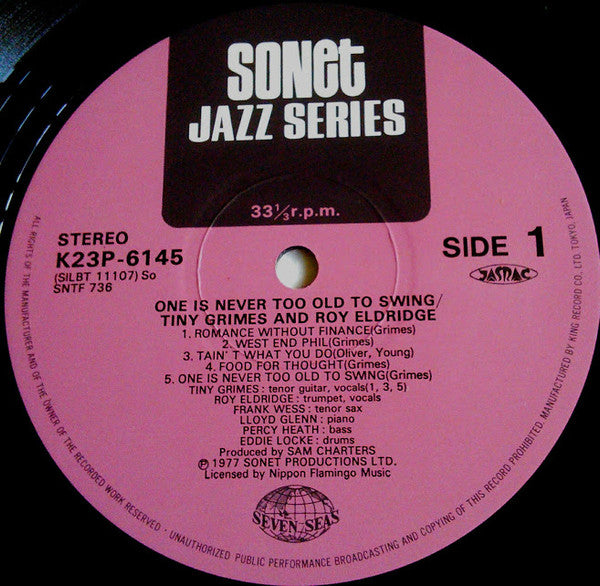 SONet
JAZZ SERIES
33 1/3 r.p.m.
STEREO
K23P-6145
(SILBT 11107) So
SNTF 736
SIDE 1
JASRAC
ONE IS NEVER TOO OLD TO SWING/
TINY GRIMES AND ROY ELDRIDGE
1. ROMANCE WITHOUT FINANCE(Grimes)
2. WEST END PHIL(Grimes)
3. TAIN' T WHAT YOU DO(Oliver, Young)
4. FOOD FOR THOUGHT(Grimes)
5. ONE IS NEVER TOO OLD TO SWNG(Grimes)
TINY GRIMES : tenor guitar, vocals(1, 3, 5)
ROY ELDRIDGE : trumpet, vocals
FRANK WESS : tenor sax
LLOYD GLENN : piano
PERCY HEATH : bass
EDDIE LOCKE : drums
Produced by SAM CHARTERS
Ⓟ 1977 SONET PRODUCTIONS LTD.
Licensed by Nippon Flamingo Music
SEVEN SEAS
ALL RIGHTS OF THE MANUFACTURER AND OF THE OWNER OF THE RECORDED WORK RESERVED · UNAUTHORIZED PUBLIC PERFORMANCE BROADCASTING AND COPYING OF THIS RECORD PROHIBITED. MANUFACTURED BY KING RECORD CO., LTD. TOKYO, JAPAN